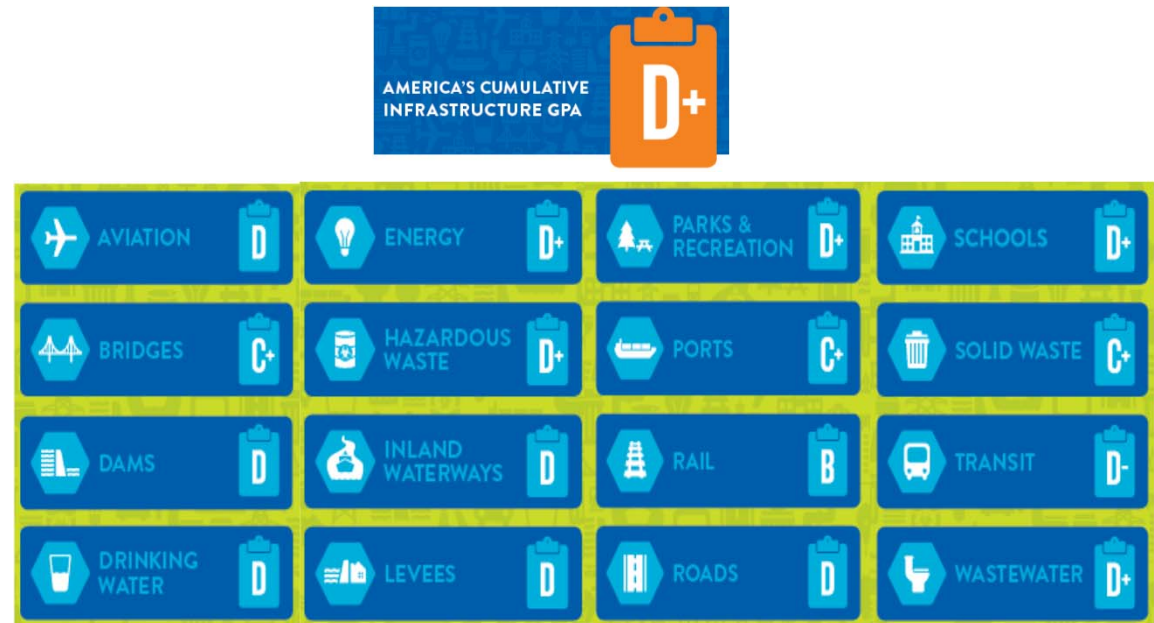 AMERICA'S CUMULATIVE
INFRASTRUCTURE GPA
D+
AVIATION D
ENERGY D+
PARKS &
RECREATION D+
SCHOOLS D+
BRIDGES C+
HAZARDOUS
WASTE D+
PORTS C+
SOLID WASTE C+
DAMS D
INLAND
WATERWAYS D
RAIL B
TRANSIT D-
DRINKING
WATER D
LEVEES D
ROADS D
WASTEWATER D+